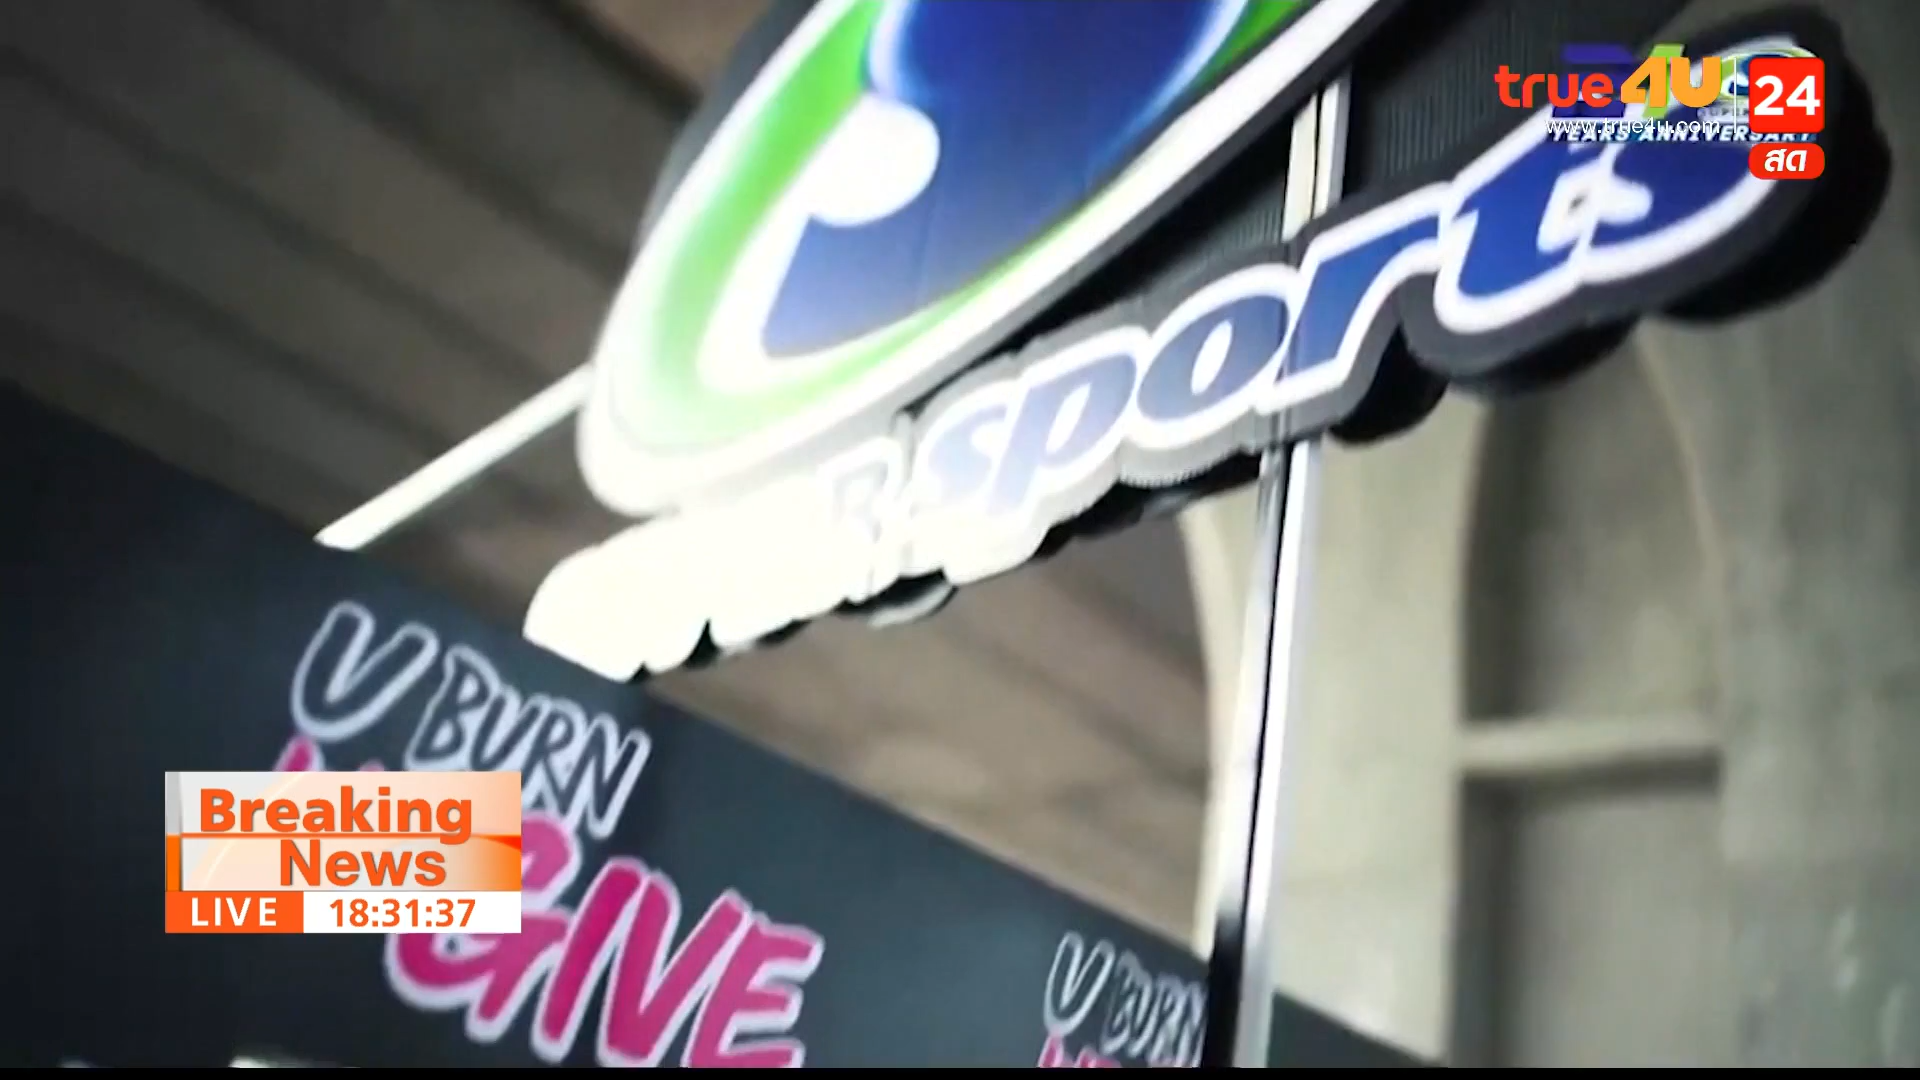 true4U 24
www.true4u.com
YEARS ANNIVERSARY
สด
sports
U BURN
GIVE
Breaking
News
LIVE 18:31:37
U BURN